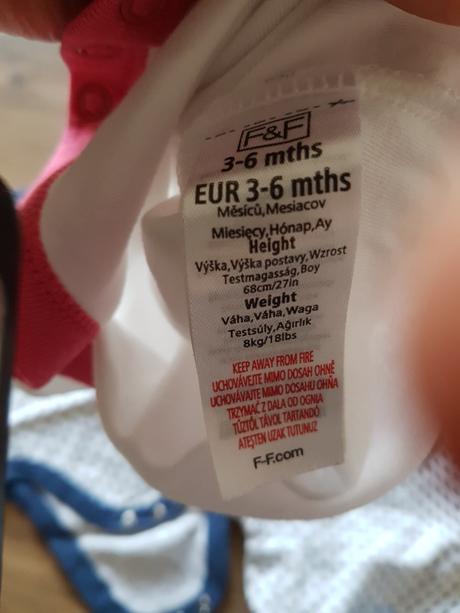 F&F
3-6 mths
EUR 3-6 mths
Měsíců,Mesiacov
Miesięcy,Hónap,Ay
Height
Výška,Výška postavy,Wzrost
Testmagasság,Boy
68cm/27in
Weight
Váha,Váha,Waga
Testsúly,Ağırlık
8kg/18lbs
KEEP AWAY FROM FIRE
UCHOVÁVEJTE MIMO DOSAH OHNĚ
UCHOVÁVAJTE MIMO DOSAHU OHŇA
TRZYMAĆ Z DALA OD OGNIA
TŰZTŐL TÁVOL TARTANDÓ
ATEŞTEN UZAK TUTUNUZ
F-F.com